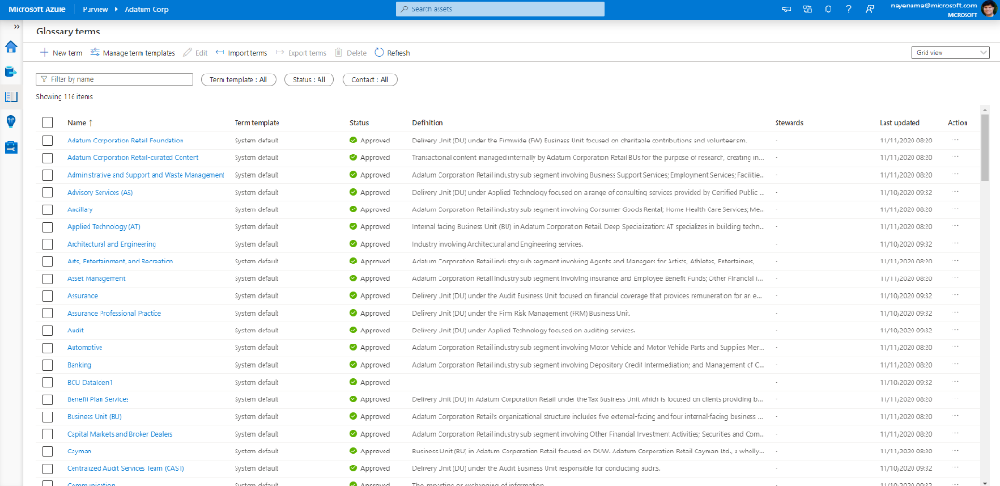 Microsoft Azure Purview Adatum Corp Search assets nayenama@microsoft.com
MICROSOFT
Glossary terms
New term Manage term templates Edit Import terms Export terms Delete Refresh Grid view
Filter by name Term template : All Status : All Contact : All
Showing 116 items
Name ↑ Term template Status Definition Stewards Last updated Action
Adatum Corporation Retail Foundation System default Approved Delivery Unit (DU) under the Firmwide (FW) Business Unit focused on charitable contributions and volunteerism. - 11/11/2020 08:20 ...
Adatum Corporation Retail-curated Content System default Approved Transactional content managed internally by Adatum Corporation Retail BUs for the purpose of research, creating in... - 11/11/2020 08:20 ...
Administrative and Support and Waste Management System default Approved Adatum Corporation Retail industry sub segment involving Business Support Services; Employment Services; Facilitie... - 11/11/2020 08:20 ...
Advisory Services (AS) System default Approved Delivery Unit (DU) under Applied Technology focused on a range of consulting services provided by Certified Public ... - 11/10/2020 09:32 ...
Ancillary System default Approved Adatum Corporation Retail industry sub segment involving Consumer Goods Rental; Home Health Care Services; Me... - 11/11/2020 08:20 ...
Applied Technology (AT) System default Approved Internal facing Business Unit (BU) in Adatum Corporation Retail. Deep Specialization: AT specializes in building techn... - 11/11/2020 08:20 ...
Architectural and Engineering System default Approved Industry involving Architectural and Engineering services. - 11/10/2020 09:32 ...
Arts, Entertainment, and Recreation System default Approved Adatum Corporation Retail industry sub segment involving Agents and Managers for Artists, Athletes, Entertainers, ... - 11/11/2020 08:20 ...
Asset Management System default Approved Adatum Corporation Retail industry sub segment involving Insurance and Employee Benefit Funds; Other Financial I... - 11/11/2020 08:20 ...
Assurance System default Approved Delivery Unit (DU) under the Audit Business Unit focused on financial coverage that provides remuneration for an e... - 11/10/2020 09:32 ...
Assurance Professional Practice System default Approved Delivery Unit (DU) under the Firm Risk Management (FRM) Business Unit. - 11/10/2020 09:32 ...
Audit System default Approved Delivery Unit (DU) under Applied Technology focused on auditing services. - 11/10/2020 09:32 ...
Automotive System default Approved Adatum Corporation Retail industry sub segment involving Motor Vehicle and Motor Vehicle Parts and Supplies Mer... - 11/11/2020 08:20 ...
Banking System default Approved Adatum Corporation Retail industry sub segment involving Depository Credit Intermediation; and Management of C... - 11/11/2020 08:20 ...
BCU DataIden1 System default Approved - 11/10/2020 09:32 ...
Benefit Plan Services System default Approved Delivery Unit (DU) in Adatum Corporation Retail under the Tax Business Unit which is focused on clients providing b... - 11/11/2020 08:20 ...
Business Unit (BU) System default Approved Adatum Corporation Retail's organizational structure includes five external-facing and four internal-facing business ... - 11/11/2020 08:20 ...
Capital Markets and Broker Dealers System default Approved Adatum Corporation Retail industry sub segment involving Other Financial Investment Activities; Securities and Com... - 11/11/2020 08:20 ...
Cayman System default Approved Business Unit (BU) in Adatum Corporation Retail focused on DUW. Adatum Corporation Retail Cayman Ltd., a wholly... - 11/11/2020 08:20 ...
Centralized Audit Services Team (CAST) System default Approved Delivery Unit (DU) under the Audit Business Unit responsible for conducting audits. - 11/10/2020 09:32 ...
Communication System default Approved The imparting or exchanging of information. 11/10/2020 09:32